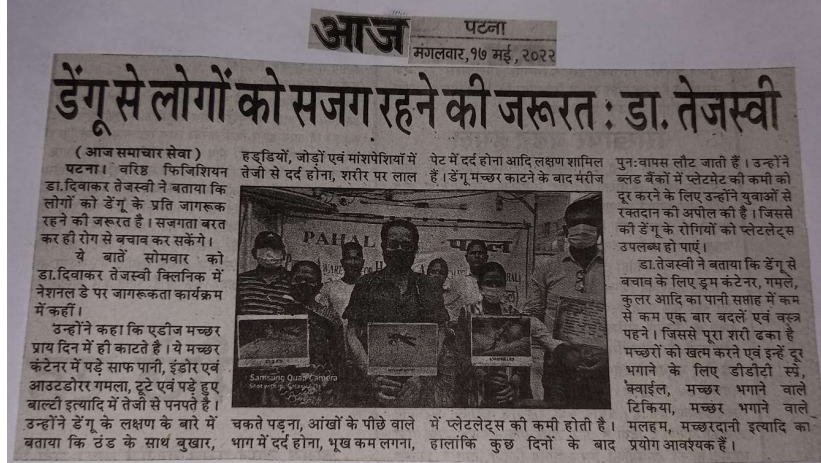 आज
पटना
मंगलवार,१७ मई, २०२२
डेंगू से लोगों को सजग रहने की जरूरत : डा. तेजस्वी
(आज समाचार सेवा)
पटना। वरिष्ठ फिजिशियन
डा.दिवाकर तेजस्वी ने बताया कि
लोगों को डेंगू के प्रति जागरूक
रहने की जरूरत है। सजगता बरत
कर ही रोग से बचाव कर सकेंगे।
ये बातें सोमवार को
डा.दिवाकर तेजस्वी क्लिनिक में
नेशनल डे पर जागरूकता कार्यक्रम
में कहीं।
उन्होंने कहा कि एडीज मच्छर
प्राय दिन में ही काटते है। ये मच्छर
कंटेनर में पड़े साफ पानी, इंडोर एवं
आउटडोरर गमला, टूटे एवं पड़े हुए
बाल्टी इत्यादि में तेजी से पनपते है।
उन्होंने डेंगू के लक्षण के बारे में
बताया कि ठंड के साथ बुखार,
हड्डियों, जोड़ों एवं मांशपेशियों में
तेजी से दर्द होना, शरीर पर लाल
चकते पड़ना, आंखों के पीछे वाले
भाग में दर्द होना, भूख कम लगना,
पेट में दर्द होना आदि लक्षण शामिल
हैं। डेंगू मच्छर काटने के बाद मरीज
में प्लेटलेट्स की कमी होती है।
हालांकि कुछ दिनों के बाद
पुन:वापस लौट जाती हैं। उन्होंने
ब्लड बैंकों में प्लेटमेट की कमी को
दूर करने के लिए उन्होंने युवाओं से
रक्तदान की अपील की है। जिससे
की डेंगू के रोगियों को प्लेटलेट्स
उपलब्ध हो पाएं।
डा.तेजस्वी ने बताया कि डेंगू से
बचाव के लिए ड्रम कंटेनर, गमले,
कुलर आदि का पानी सप्ताह में कम
से कम एक बार बदलें एवं वस्त्र
पहने। जिससे पूरा शरी ढका है
मच्छरों को खत्म करने एवं इन्हें दूर
भगाने के लिए डीडीटी स्प्रे,
क्वाईल, मच्छर भगाने वाले
टिकिया, मच्छर भगाने वाले
मलहम, मच्छरदानी इत्यादि का
प्रयोग आवश्यक हैं।
PAHAL पहल
Samsung Quad Camera